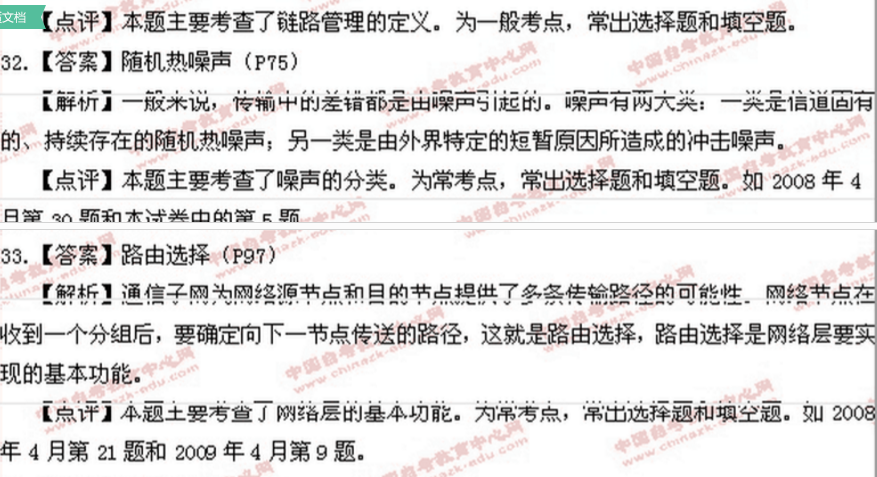 文档
【点评】本题主要考查了链路管理的定义。为一般考点，常出选择题和填空题。
32.【答案】随机热噪声（P75）
【解析】一般来说，传输中的差错都是由噪声引起的。噪声有两大类：一类是信道固有
的、持续存在的随机热噪声；另一类是由外界特定的短暂原因所造成的冲击噪声。
【点评】本题主要考查了噪声的分类。为常考点，常出选择题和填空题。如 2008 年 4
月第 30 题和本试卷中的第 5 题
33.【答案】路由选择（P97）
【解析】通信子网为网络源节点和目的节点提供了多条传输路径的可能性。网络节点在
收到一个分组后，要确定向下一节点传送的路径，这就是路由选择，路由选择是网络层要实
现的基本功能。
【点评】本题主要考查了网络层的基本功能。为常考点，常出选择题和填空题。如 2008
年 4 月第 21 题和 2009 年 4 月第 9 题。
中国自考教育中心网
www.chinazk-edu.com